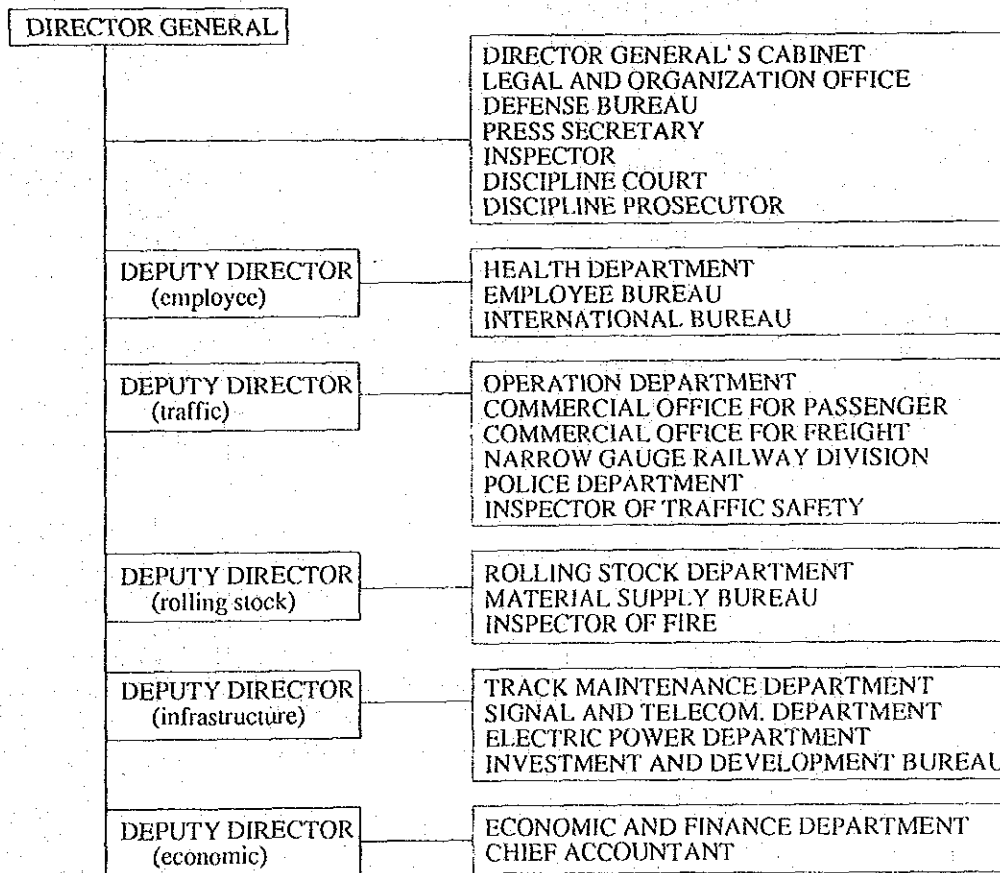 DIRECTOR GENERAL
DIRECTOR GENERAL'S CABINET
LEGAL AND ORGANIZATION OFFICE
DEFENSE BUREAU
PRESS SECRETARY
INSPECTOR
DISCIPLINE COURT
DISCIPLINE PROSECUTOR
DEPUTY DIRECTOR
(employee)
HEALTH DEPARTMENT
EMPLOYEE BUREAU
INTERNATIONAL BUREAU
DEPUTY DIRECTOR
(traffic)
OPERATION DEPARTMENT
COMMERCIAL OFFICE FOR PASSENGER
COMMERCIAL OFFICE FOR FREIGHT
NARROW GAUGE RAILWAY DIVISION
POLICE DEPARTMENT
INSPECTOR OF TRAFFIC SAFETY
DEPUTY DIRECTOR
(rolling stock)
ROLLING STOCK DEPARTMENT
MATERIAL SUPPLY BUREAU
INSPECTOR OF FIRE
DEPUTY DIRECTOR
(infrastructure)
TRACK MAINTENANCE DEPARTMENT
SIGNAL AND TELECOM. DEPARTMENT
ELECTRIC POWER DEPARTMENT
INVESTMENT AND DEVELOPMENT BUREAU
DEPUTY DIRECTOR
(economic)
ECONOMIC AND FINANCE DEPARTMENT
CHIEF ACCOUNTANT